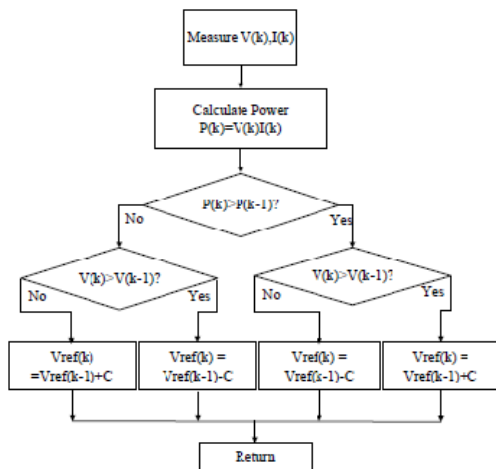 Measure V(k),I(k)
Calculate Power
P(k)=V(k)I(k)
P(k)>P(k-1)?
No
Yes
V(k)>V(k-1)?
V(k)>V(k-1)?
No
Yes
No
Yes
Vref(k)
=Vref(k-1)+C
Vref(k) =
Vref(k-1)-C
Vref(k) =
Vref(k-1)-C
Vref(k) =
Vref(k-1)+C
Return